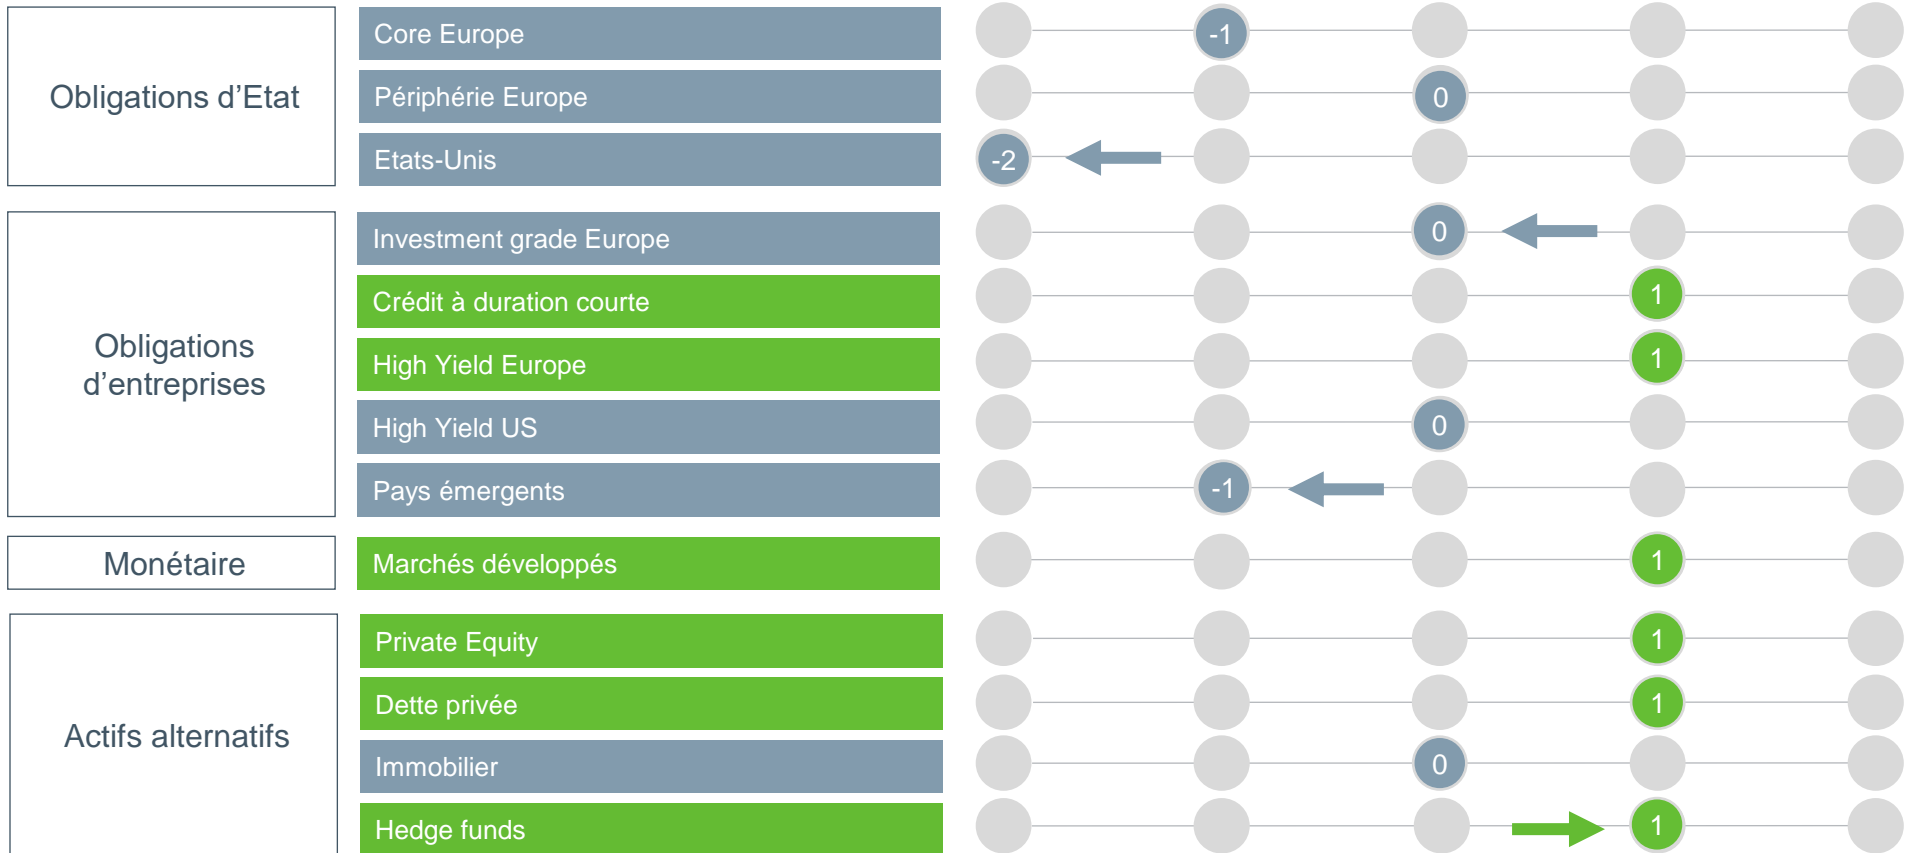 Obligations d’Etat
Core Europe
-1
Périphérie Europe
0
Etats-Unis
-2
Obligations
d’entreprises
Investment grade Europe
0
Crédit à duration courte
1
High Yield Europe
1
High Yield US
0
Pays émergents
-1
Monétaire
Marchés développés
1
Actifs alternatifs
Private Equity
1
Dette privée
1
Immobilier
0
Hedge funds
1